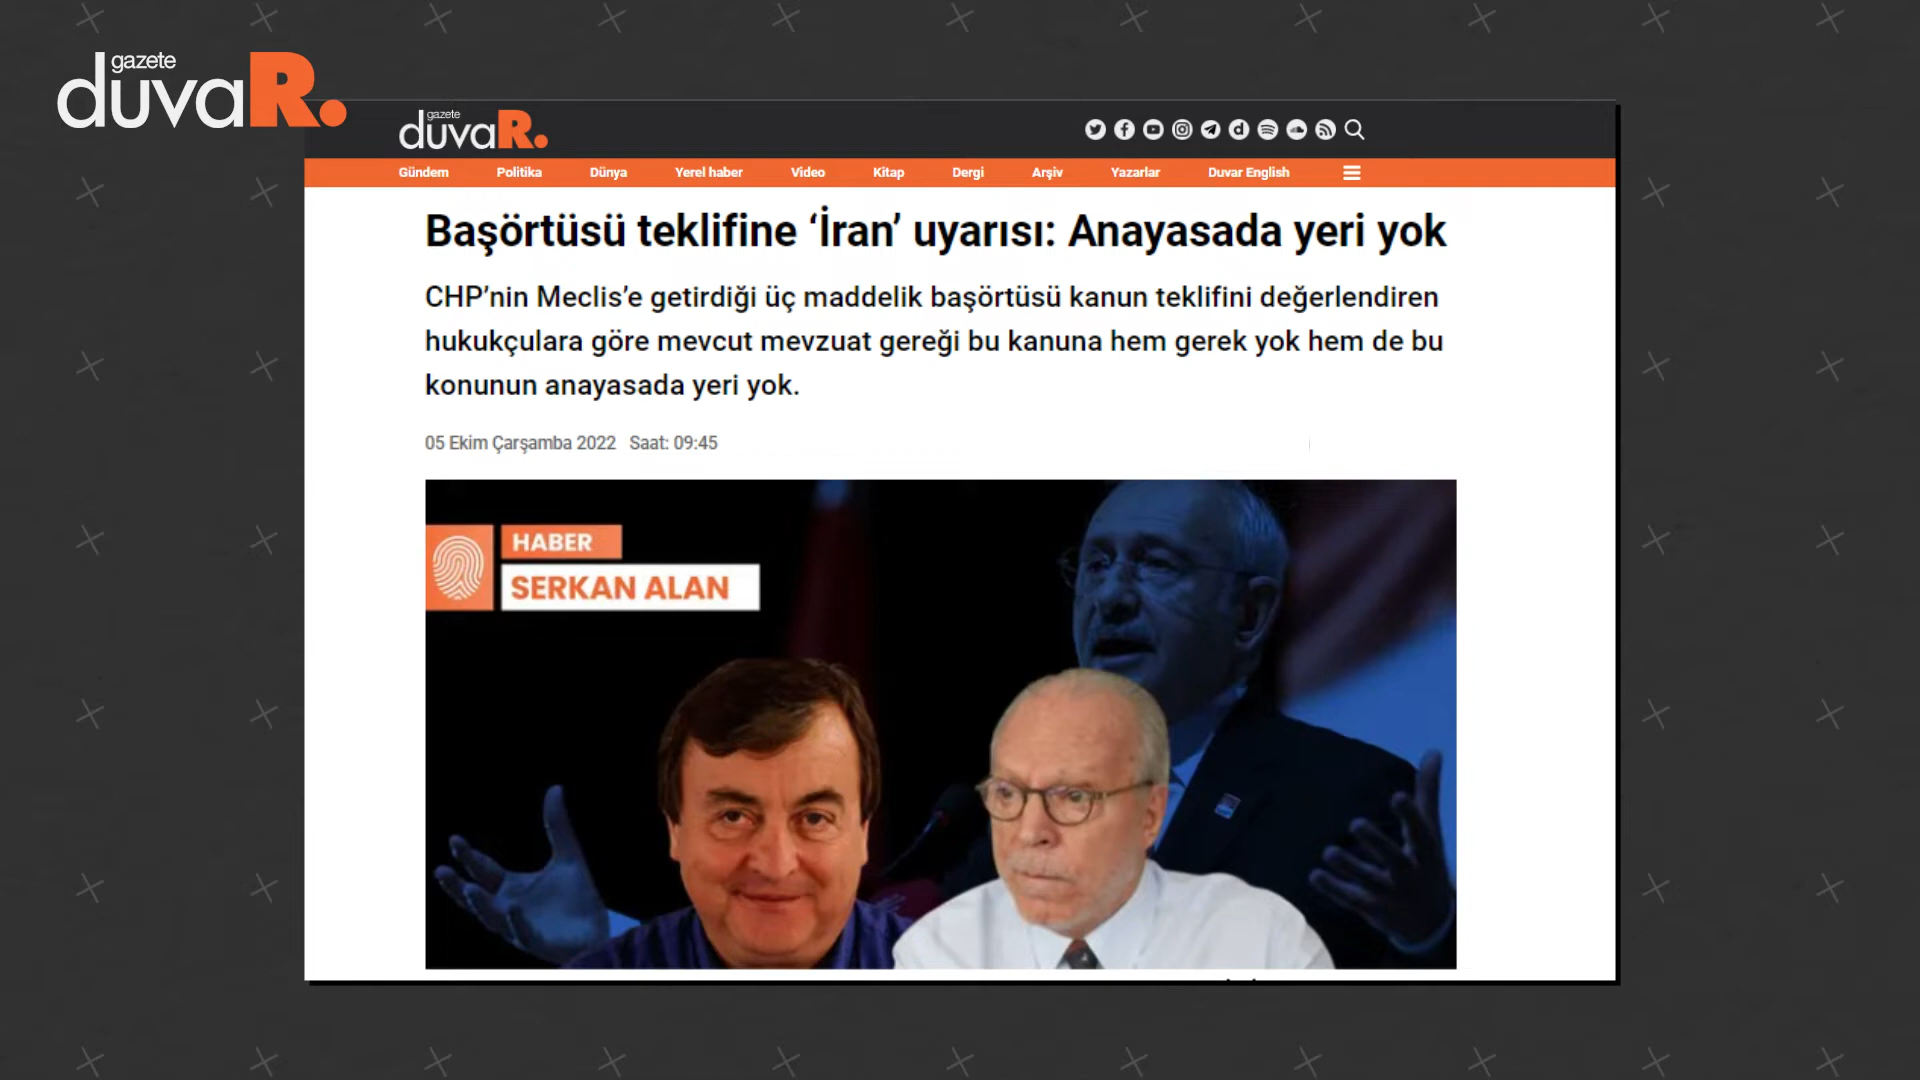 gazete
duvaR.
gazete
duvaR.
Gündem Politika Dünya Yerel haber Video Kitap Dergi Arşiv Yazarlar Duvar English
Başörtüsü teklifine ‘İran’ uyarısı: Anayasada yeri yok
CHP’nin Meclis’e getirdiği üç maddelik başörtüsü kanun teklifini değerlendiren
hukukçulara göre mevcut mevzuat gereği bu kanuna hem gerek yok hem de bu
konunun anayasada yeri yok.
05 Ekim Çarşamba 2022 Saat: 09:45
HABER
SERKAN ALAN